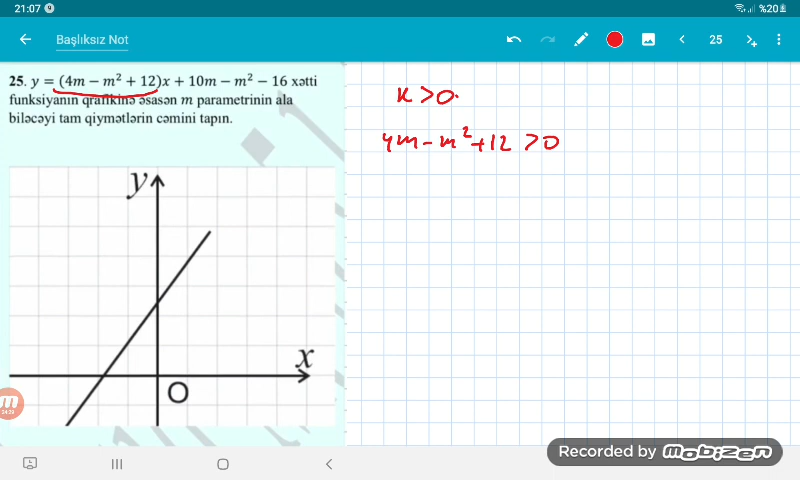 21:07 %20
Başlıksız Not 25
25. y = (4m − m² + 12)x + 10m − m² − 16 xətti
funksiyanın qrafikinə əsasən m parametrinin ala
biləcəyi tam qiymətlərin cəmini tapın.
y
x
O
k>0.
4m-m²+12>0
m
Recorded by mobizen